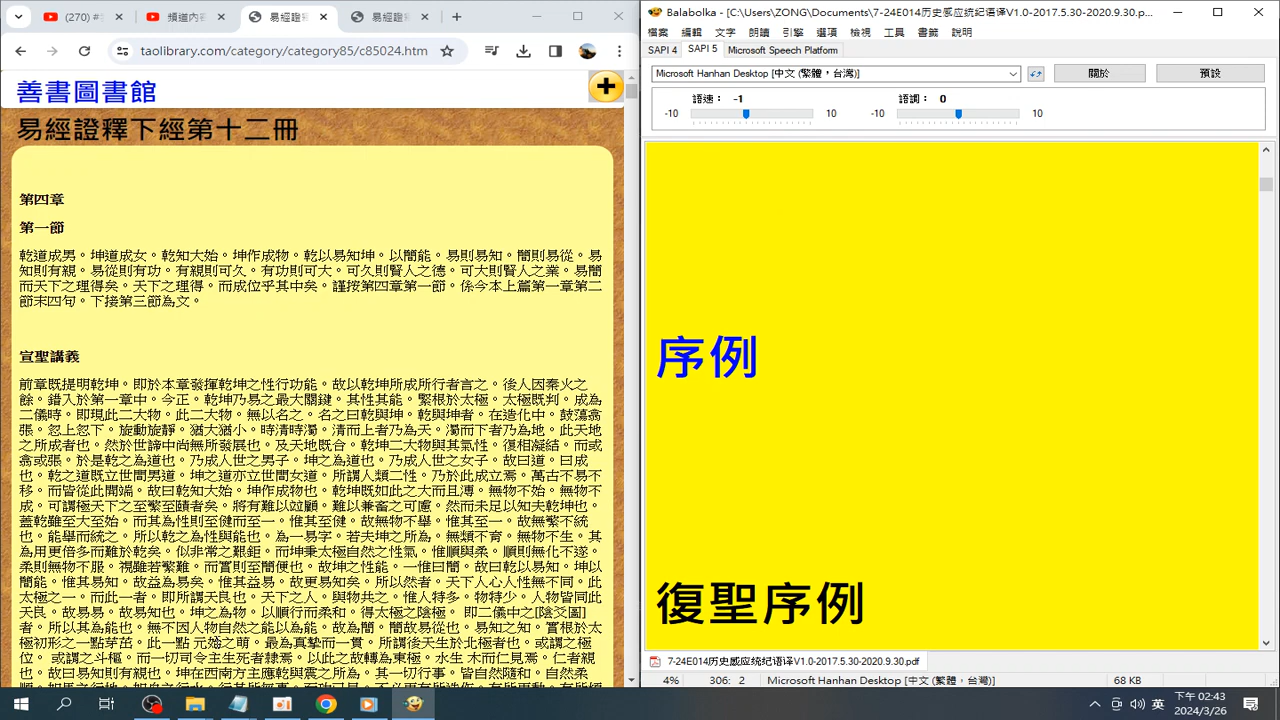 (270) #
頻道內容
易經證釋
易經證釋
taolibrary.com/category/category85/c85024.htm
善書圖書館
易經證釋下經第十二冊
第四章
第一節
乾道成男。坤道成女。乾知大始。坤作成物。乾以易知坤。以簡能。易則易知。簡則易從。易
知則有親。易從則有功。有親則可久。有功則可大。可久則賢人之德。可大則賢人之業。易簡
而天下之理得矣。天下之理得。而成位乎其中矣。謹按第四章第一節。係今本上篇第一章第二
節末四句。下接第三節為文。
宣聖講義
前章既提明乾坤。即於本章發揮乾坤之性行功能。故以乾坤所成所行者言之。後人因秦火之
餘。錯入於第一章中。今正。乾坤乃易之最大關鍵。其性其能。繄根於太極。太極既判。成為
二儀時。即現此二大物。此二大物。無以名之。名之曰乾與坤。乾與坤者。在造化中。鼓蕩翕
張。忽上忽下。旋動旋靜。猶大猶小。時清時濁。清而上者乃為天。濁而下者乃為地。此天地
之所成者也。然於世諦中尚無所發展也。及天地既合。乾坤二大物與其氣性。復相凝結。而或
翕或張。於是乾之為道也。乃成人世之男子。坤之為道也。乃成人世之女子。故曰道。曰成
也。乾之道既立世間男道。坤之道亦立世間女道。所謂人類二性。乃於此成立焉。萬古不易不
移。而皆從此開端。故曰乾知大始。坤作成物也。乾坤既如此之大而且溥。無物不始。無物不
成。可謂極天下之至繁至賾者矣。將有難以竝顧。難以兼畜之可慮。然而未足以知夫乾坤也。
蓋乾雖至大至始。而其為性則至健而至一。惟其至健。故無物不舉。惟其至一。故無繁不統
也。能舉而統之。所以乾之為性與能也。為一易字。若夫坤之所為。無類不育。無物不生。其
為用更倍多而難於乾矣。似非常之艱鉅。而坤秉太極自然之性氣。惟順與柔。順則無化不遂。
柔則無物不服。視雖若繁難。而實則至簡便也。故坤之性能。一惟曰簡。故曰乾以易知。坤以
簡能。惟其易知。故益為易矣。惟其益易。故更易知矣。所以然者。天下人心人性無不同。此
太極之一。而此一者。即所謂天良也。天下之人。與物共之。惟人特多。物特少。人物皆同此
天良。故易易。故易知也。坤之為物。以順行而柔和。得太極之陰極。 即二儀中之[陰爻圖]
者。所以其為能也。無不因人物自然之能以為能。故為簡。簡故易從也。易知之知。實根於太
極初形之一點芽茁。此一點 元㷧之萌。最為真摯而一貫。所謂後天生於北極者也。或謂之極
位。 或謂之斗樞。而一切司令主生死者隸焉。以此之故轉為東極。水生 木而仁見焉。仁者親
也。故曰易知則有親也。坤在西南方主應乾與震之所為。其一切行事。皆自然隨和。自然柔
Balabolka - [C:\Users\ZONG\Documents\7-24E014历史感应统纪语译V1.0-2017.5.30-2020.9.30.p...
檔案 編輯 文字 朗讀 引擎 選項 檢視 工具 書籤 說明
SAPI 4 SAPI 5 Microsoft Speech Platform
Microsoft Hanhan Desktop [中文 (繁體，台灣)] 關於 預設
語速： -1 語調： 0
-10 10 -10 10
序例
復聖序例
7-24E014历史感应统纪语译V1.0-2017.5.30-2020.9.30.pdf
4% 306: 2 Microsoft Hanhan Desktop [中文 (繁體，台灣)] 68 KB
英
下午 02:43
2024/3/26